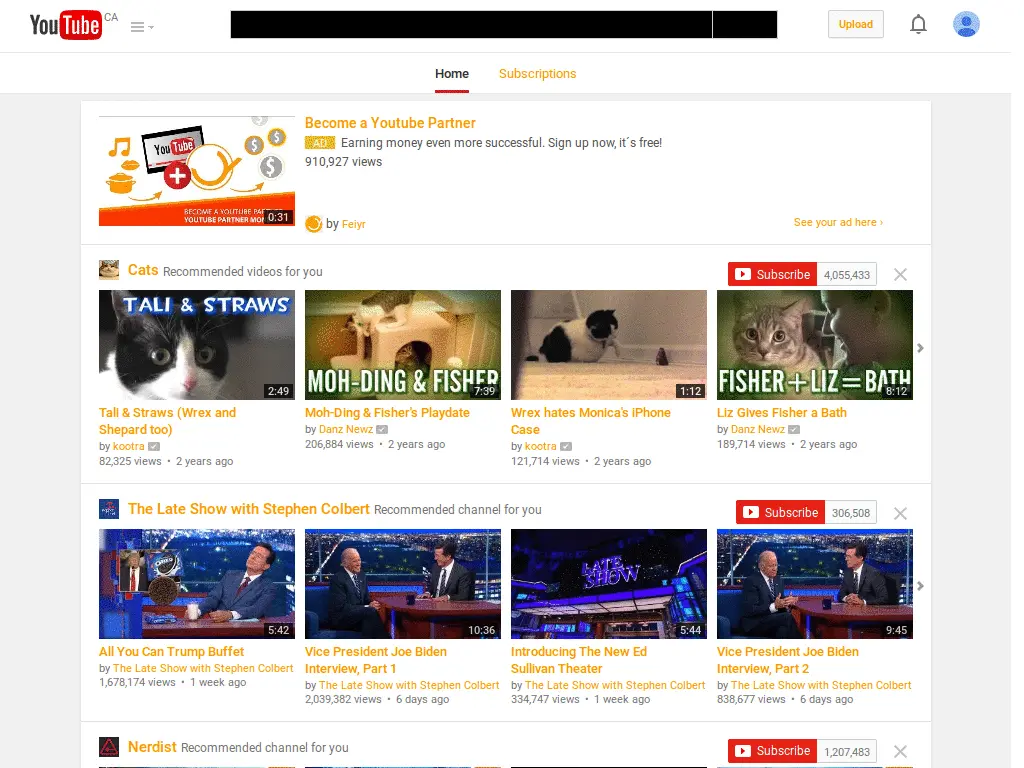 YouTube CA
Upload
Home Subscriptions
YouTube
BECOME A YOUTUBE PAR
YOUTUBE PARTNER MON
0:31
Become a Youtube Partner
AD Earning money even more successful. Sign up now, it´s free!
910,927 views
by Feiyr
See your ad here ›
Cats Recommended videos for you
Subscribe 4,055,433
TALI & STRAWS
2:49
MOH-DING & FISHER
7:39
1:12
FISHER+LIZ=BATH
8:12
Tali & Straws (Wrex and
Shepard too)
by kootra
82,325 views • 2 years ago
Moh-Ding & Fisher's Playdate
by Danz Newz
206,884 views • 2 years ago
Wrex hates Monica's iPhone
Case
by kootra
121,714 views • 2 years ago
Liz Gives Fisher a Bath
by Danz Newz
189,714 views • 2 years ago
The Late Show with Stephen Colbert Recommended channel for you
Subscribe 306,508
5:42
10:36
LATE
SHOW
5:44
9:45
All You Can Trump Buffet
by The Late Show with Stephen Colbert
1,678,174 views • 1 week ago
Vice President Joe Biden
Interview, Part 1
by The Late Show with Stephen Colbert
2,039,382 views • 6 days ago
Introducing The New Ed
Sullivan Theater
by The Late Show with Stephen Colbert
334,747 views • 1 week ago
Vice President Joe Biden
Interview, Part 2
by The Late Show with Stephen Colbert
838,677 views • 6 days ago
Nerdist Recommended channel for you
Subscribe 1,207,483